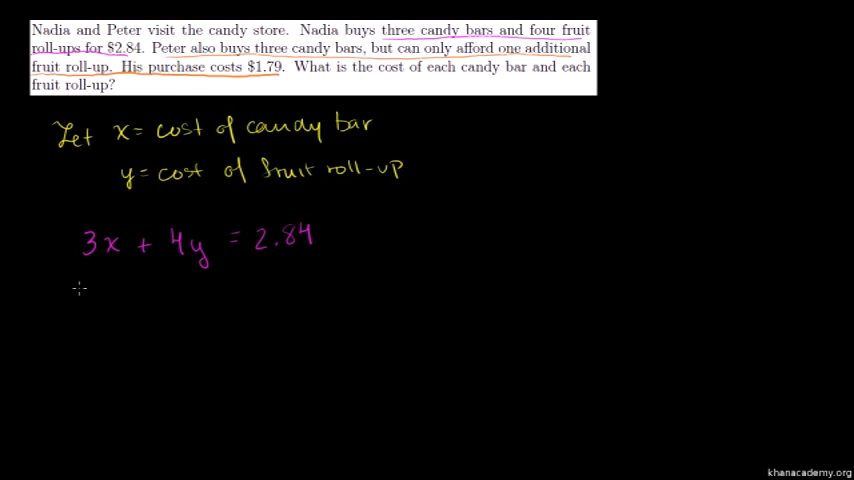 Nadia and Peter visit the candy store. Nadia buys three candy bars and four fruit
roll-ups for $2.84. Peter also buys three candy bars, but can only afford one additional
fruit roll-up. His purchase costs $1.79. What is the cost of each candy bar and each
fruit roll-up?
Let x = cost of candy bar
y = cost of fruit roll-up
3x + 4y = 2.84
khanacademy.org